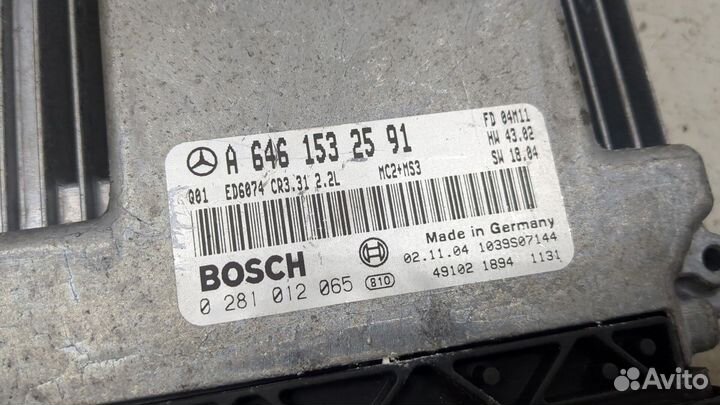 A 646 153 25 91
FD 04M11
HW 43.02
SW 18.04
Q01 ED6074 CR3.31 2.2L MC2+MS3
Made in Germany
BOSCH
02.11.04 1039S07144
0 281 012 065 B10
49102 1894 1131
Avito